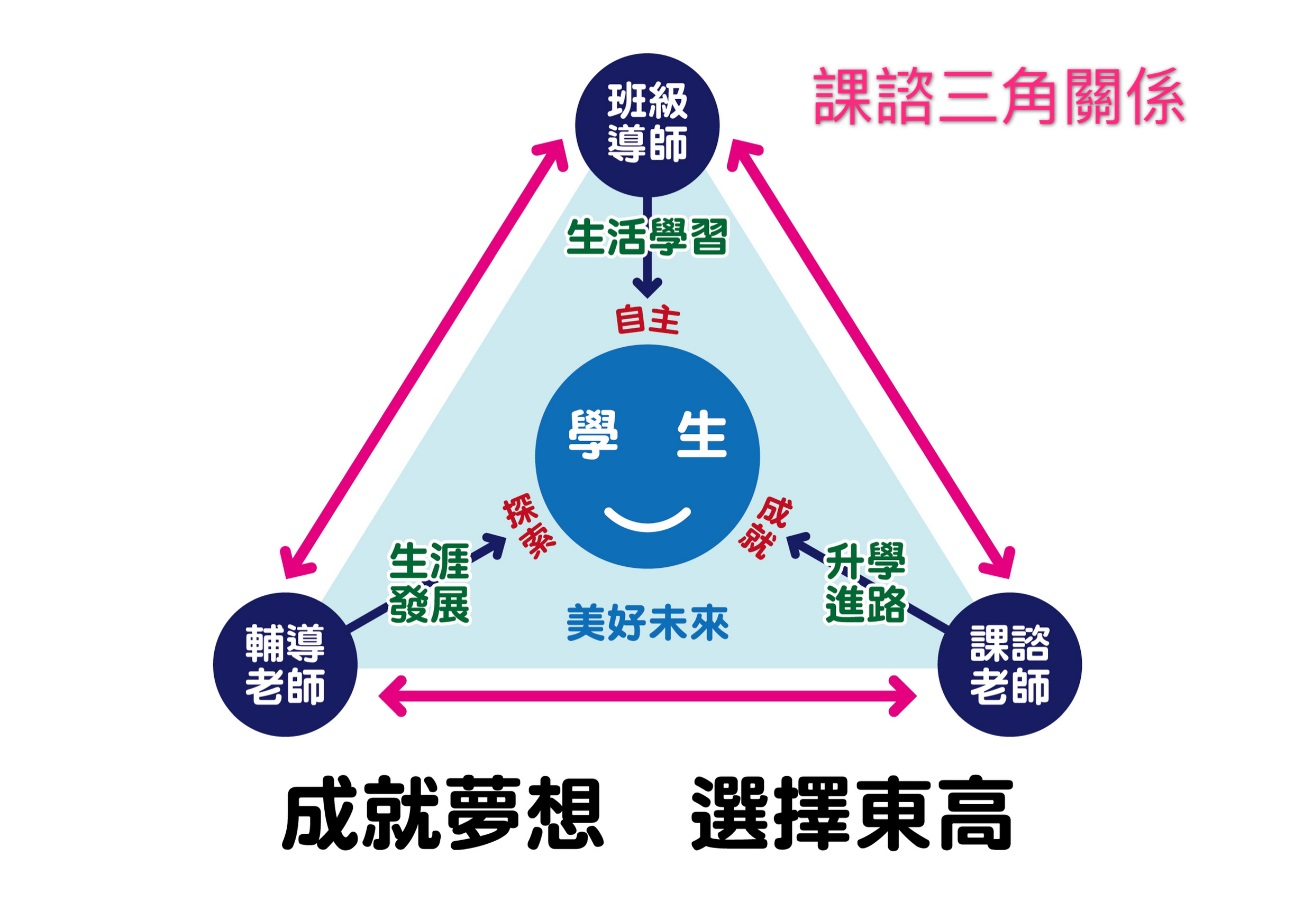 課諮三角關係
班級
導師
生活學習
自主
學 生
探索
成就
生涯
發展
升學
進路
美好未來
輔導
老師
課諮
老師
成就夢想 選擇東高